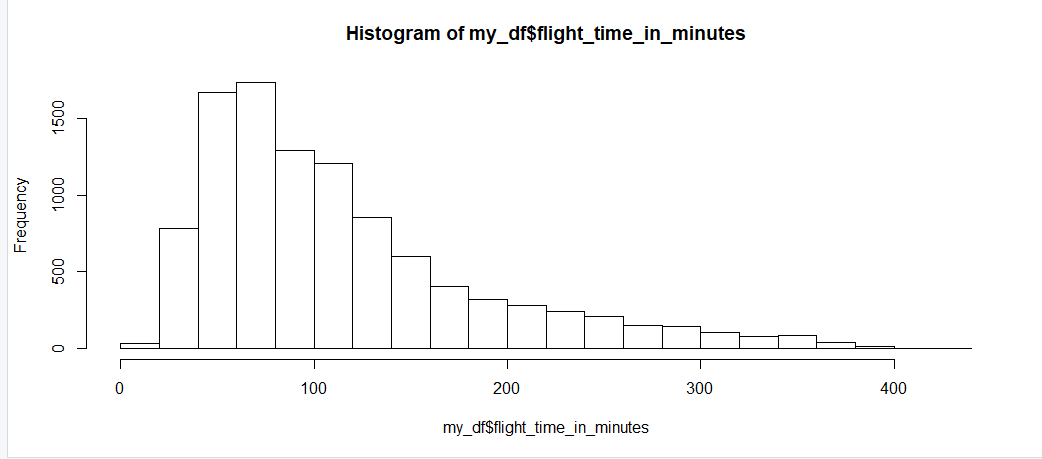 Histogram of my_df$flight_time_in_minutes
Frequency
1500
1000
500
0
0 100 200 300 400
my_df$flight_time_in_minutes